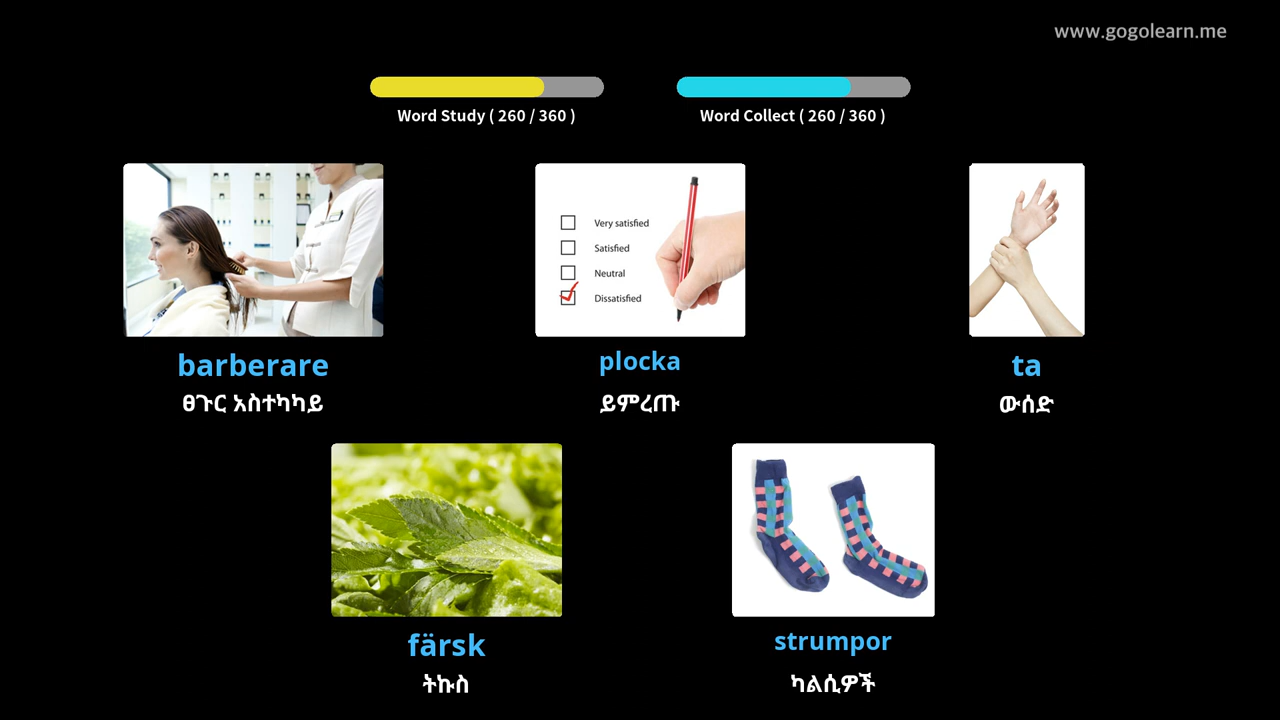 www.gogolearn.me
Word Study ( 260 / 360 )
Word Collect ( 260 / 360 )
Very satisfied
Satisfied
Neutral
Dissatisfied
barberare
ፀጉር አስተካካይ
plocka
ይምረጡ
ta
ውሰድ
färsk
ትኩስ
strumpor
ካልሲዎች